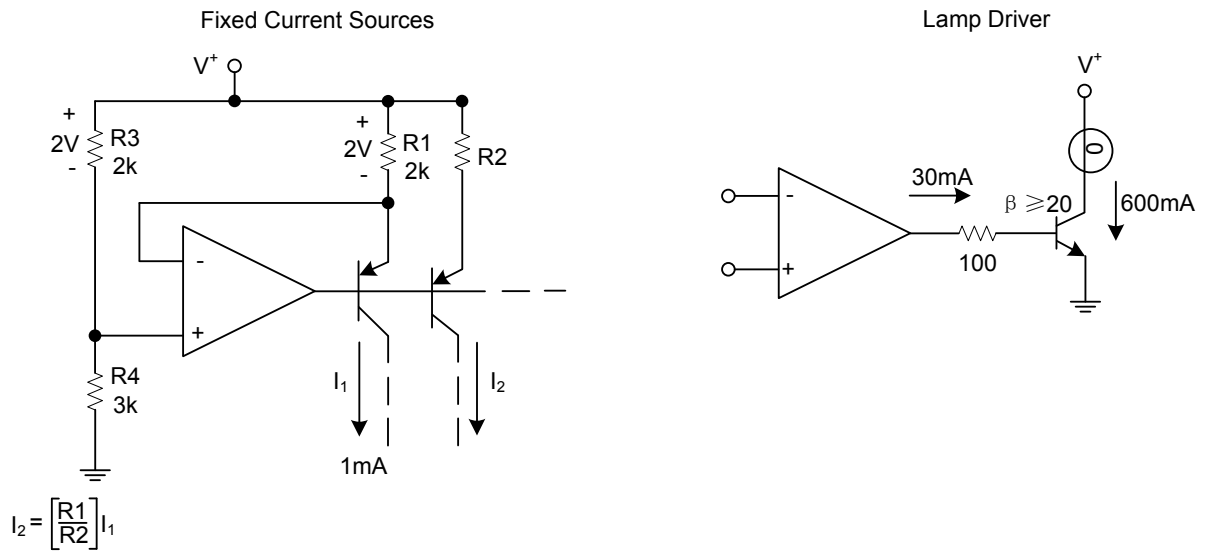 Fixed Current Sources
V+
+
2V
-
R3
2k
+
2V
-
R1
2k
R2
-
+
R4
3k
I1
I2
1mA
I2 = [R1/R2] I1
Lamp Driver
V+
30mA
β ≥20
600mA
-
+
100